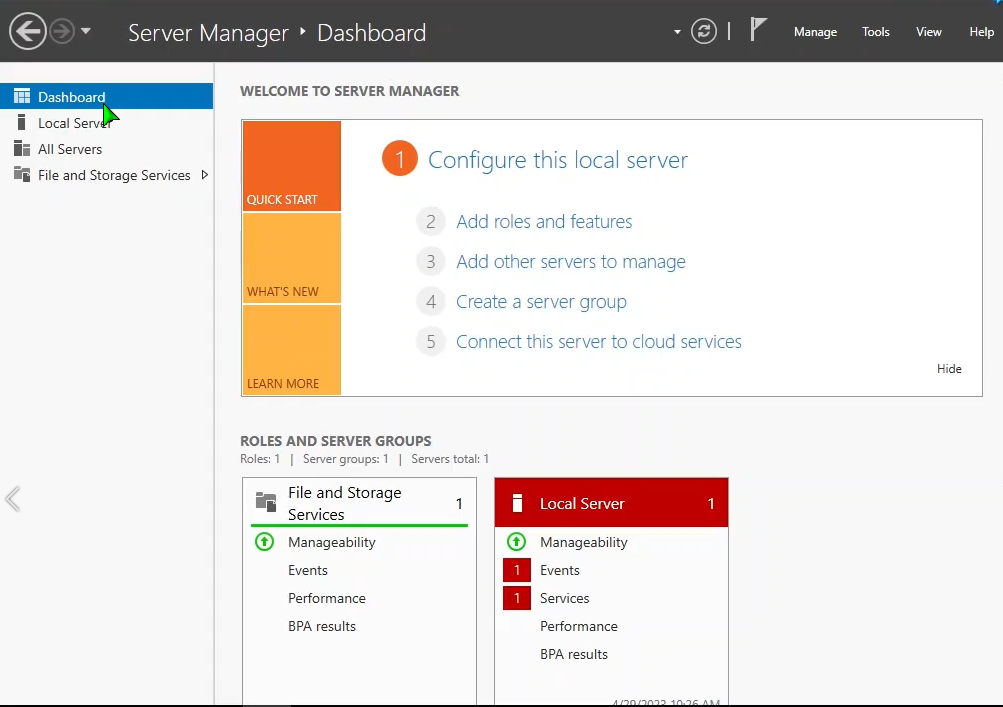 Server Manager ‣ Dashboard
Manage Tools View Help
Dashboard
Local Server
All Servers
File and Storage Services
WELCOME TO SERVER MANAGER
QUICK START
WHAT'S NEW
LEARN MORE
1 Configure this local server
2 Add roles and features
3 Add other servers to manage
4 Create a server group
5 Connect this server to cloud services
Hide
ROLES AND SERVER GROUPS
Roles: 1 | Server groups: 1 | Servers total: 1
File and Storage
Services 1
Manageability
Events
Performance
BPA results
Local Server 1
Manageability
1 Events
1 Services
Performance
BPA results
4/29/2023 10:26 AM